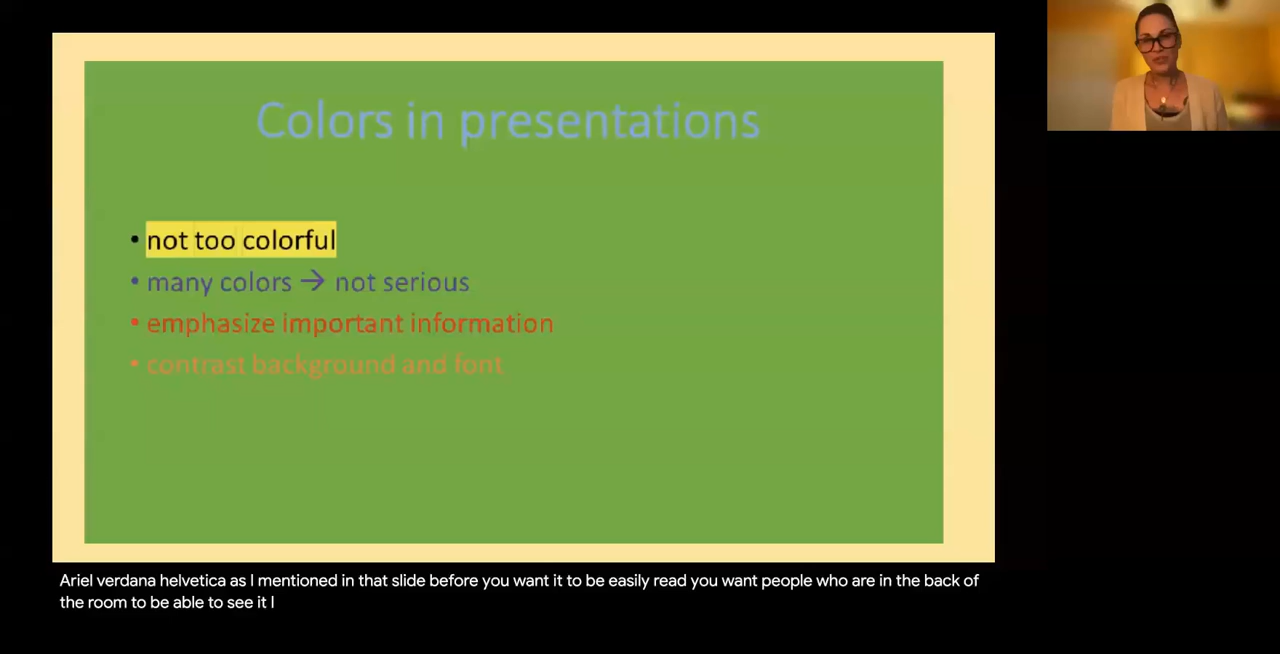 Colors in presentations
• not too colorful
• many colors → not serious
• emphasize important information
• contrast background and font
Ariel verdana helvetica as I mentioned in that slide before you want it to be easily read you want people who are in the back of
the room to be able to see it I